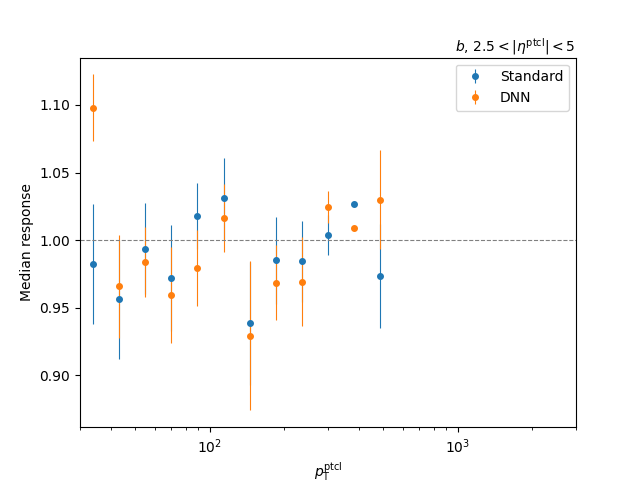 b, 2.5 < |η^ptcl| < 5
Standard
DNN
Median response
1.10
1.05
1.00
0.95
0.90
10^2
10^3
p_T^ptcl